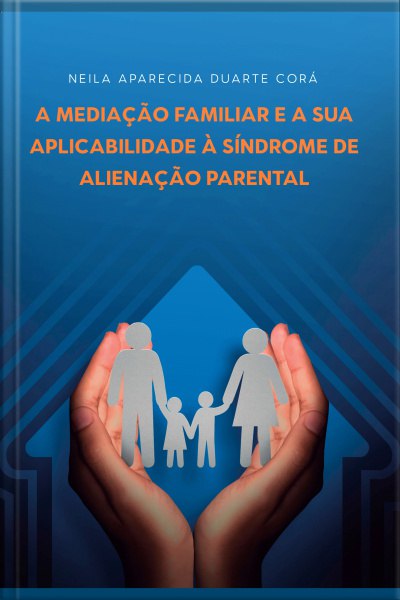 NEILA APARECIDA DUARTE CORÁ
A MEDIAÇÃO FAMILIAR E A SUA
APLICABILIDADE À SÍNDROME DE
ALIENAÇÃO PARENTAL